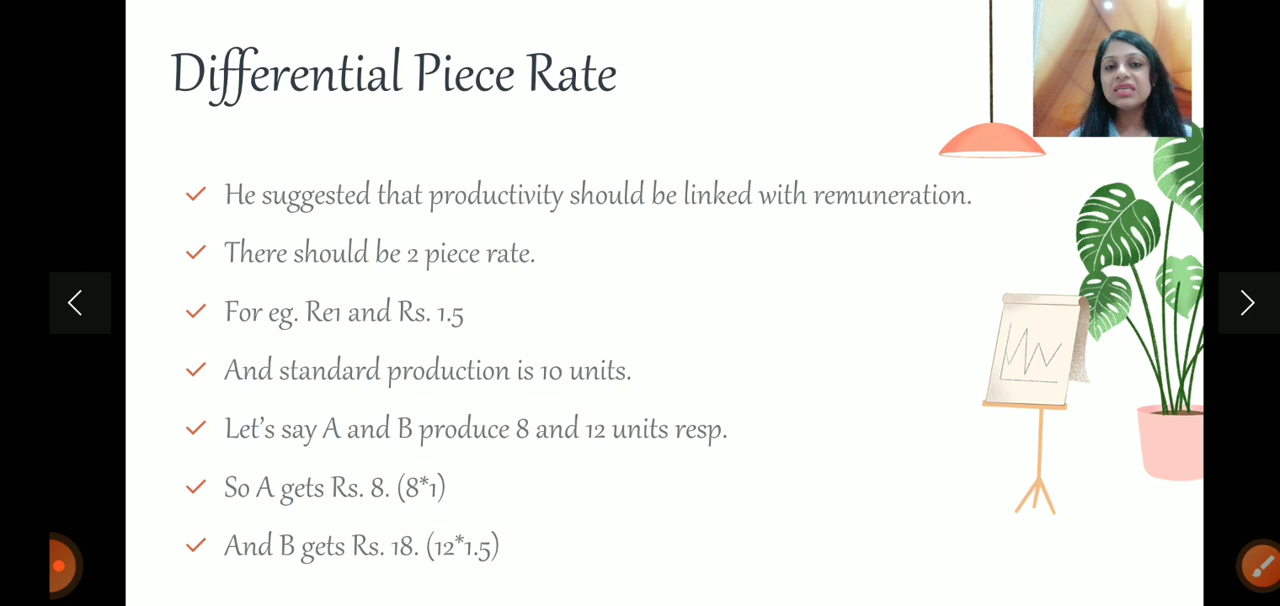 Differential Piece Rate
He suggested that productivity should be linked with remuneration.
There should be 2 piece rate.
For eg. Re1 and Rs. 1.5
And standard production is 10 units.
Let's say A and B produce 8 and 12 units resp.
So A gets Rs. 8. (8*1)
And B gets Rs. 18. (12*1.5)